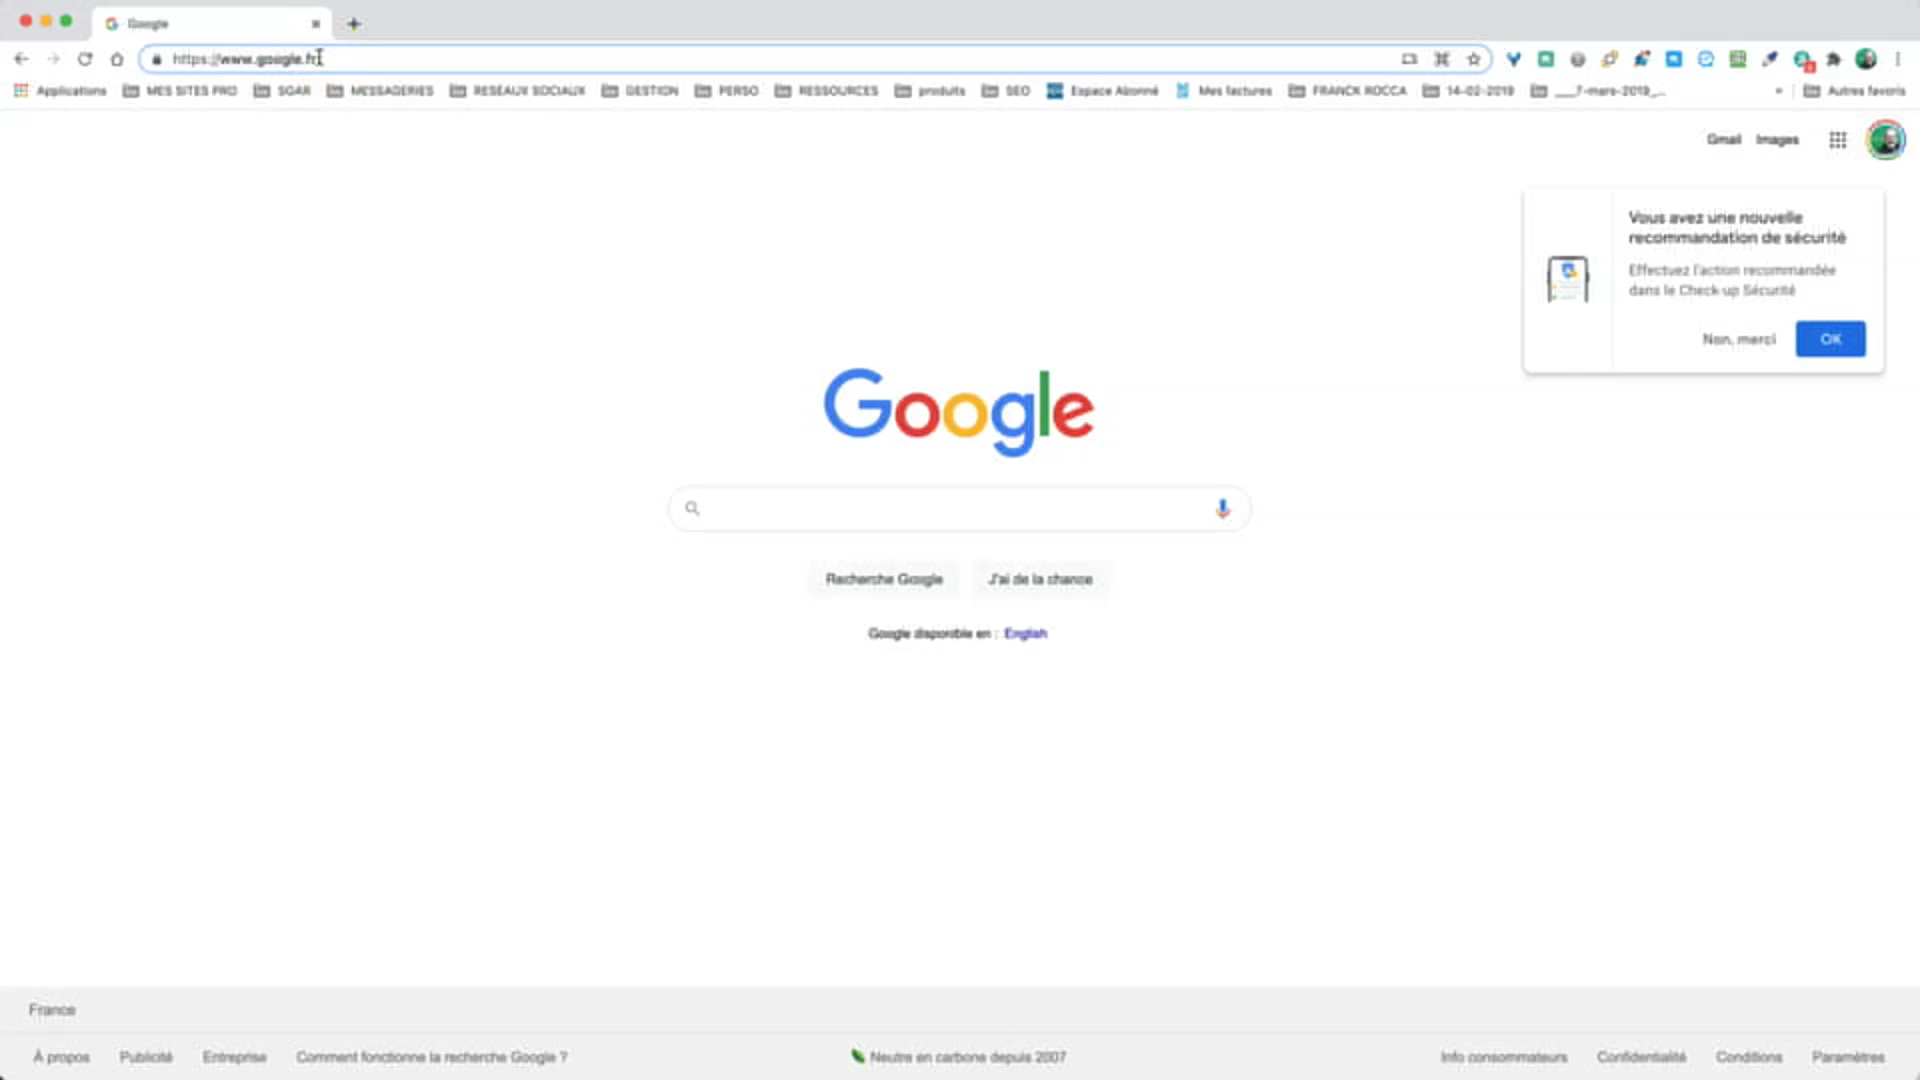 Google
https://www.google.fr
Applications MES SITES PRO SGAR MESSAGERIES RESEAUX SOCIAUX GESTION PERSO RESSOURCES produits SEO Espace Abonné Mes factures FRANCK ROCCA 14-02-2019 ___7-mars-2019_... » Autres favoris
Gmail Images
Vous avez une nouvelle
recommandation de sécurité
Effectuez l'action recommandée
dans le Check-up Sécurité
Non, merci OK
Google
Recherche Google J'ai de la chance
Google disponible en : English
France
À propos Publicité Entreprise Comment fonctionne la recherche Google ? Neutre en carbone depuis 2007 Info consommateurs Confidentialité Conditions Paramètres